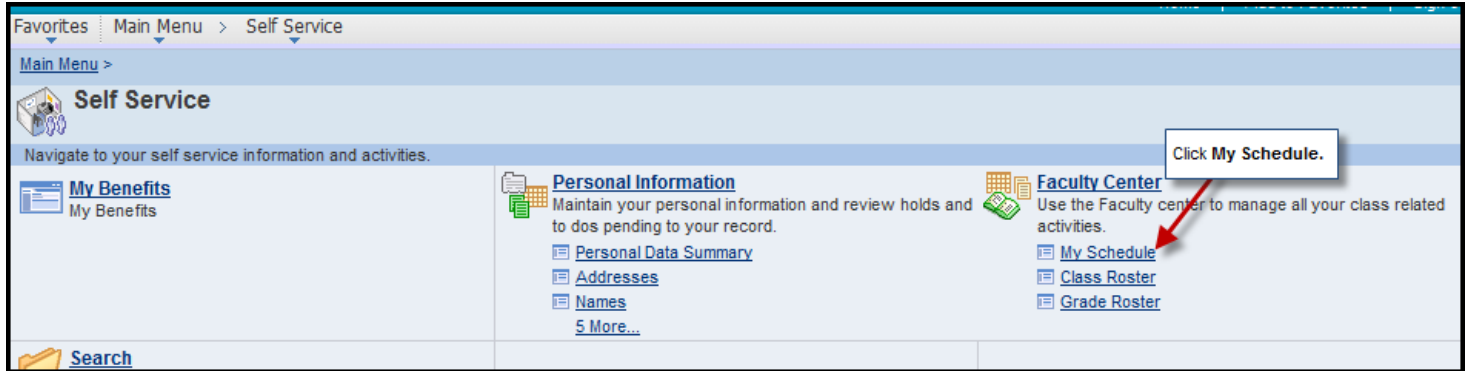 Favorites Main Menu > Self Service
Main Menu >
Self Service
Navigate to your self service information and activities.
Click My Schedule.
My Benefits
My Benefits
Personal Information
Maintain your personal information and review holds and
to dos pending to your record.
Personal Data Summary
Addresses
Names
5 More...
Faculty Center
Use the Faculty center to manage all your class related
activities.
My Schedule
Class Roster
Grade Roster
Search